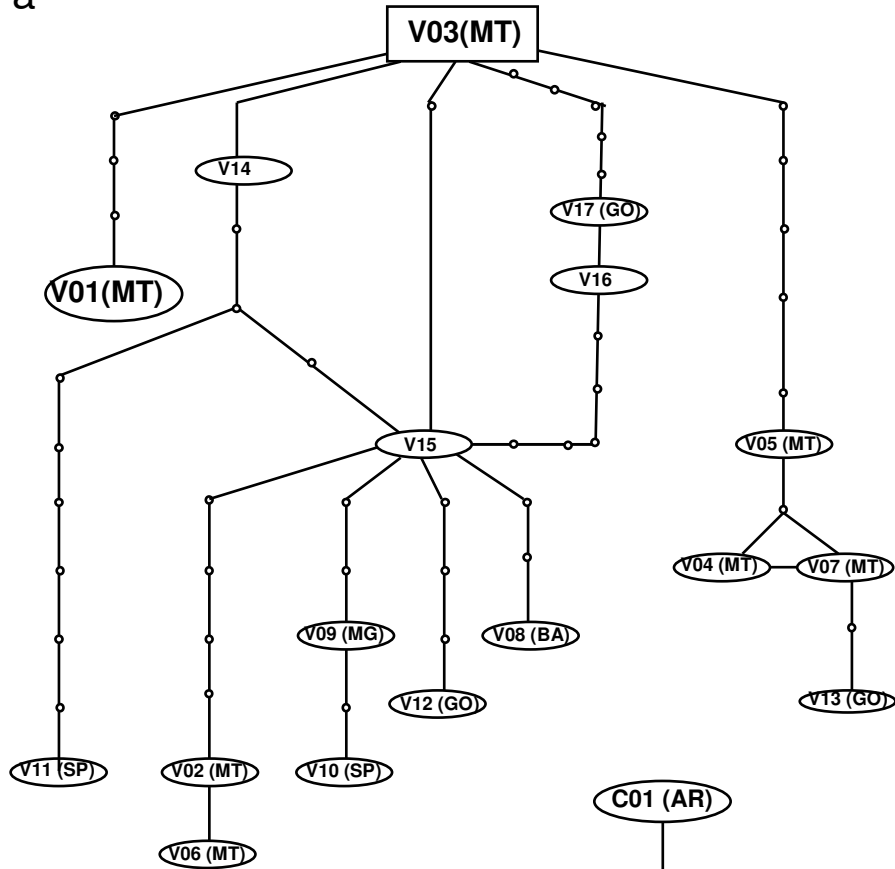 a
V03(MT)
V14
V17 (GO)
V16
V01(MT)
V15
V05 (MT)
V04 (MT)
V07 (MT)
V09 (MG)
V08 (BA)
V12 (GO)
V13 (GO)
V11 (SP)
V02 (MT)
V10 (SP)
C01 (AR)
V06 (MT)